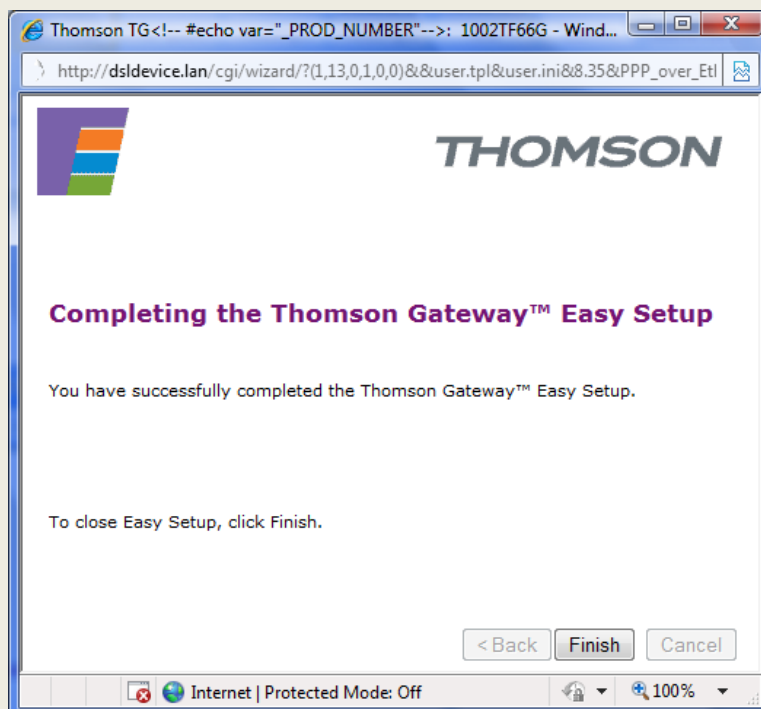 Thomson TG<!-- #echo var="_PROD_NUMBER"-->: 1002TF66G - Wind...
http://dsldevice.lan/cgi/wizard/?(1,13,0,1,0,0)&&user.tpl&user.ini&8.35&PPP_over_Etl
THOMSON
Completing the Thomson Gateway™ Easy Setup
You have successfully completed the Thomson Gateway™ Easy Setup.
To close Easy Setup, click Finish.
< Back Finish Cancel
Internet | Protected Mode: Off 100%